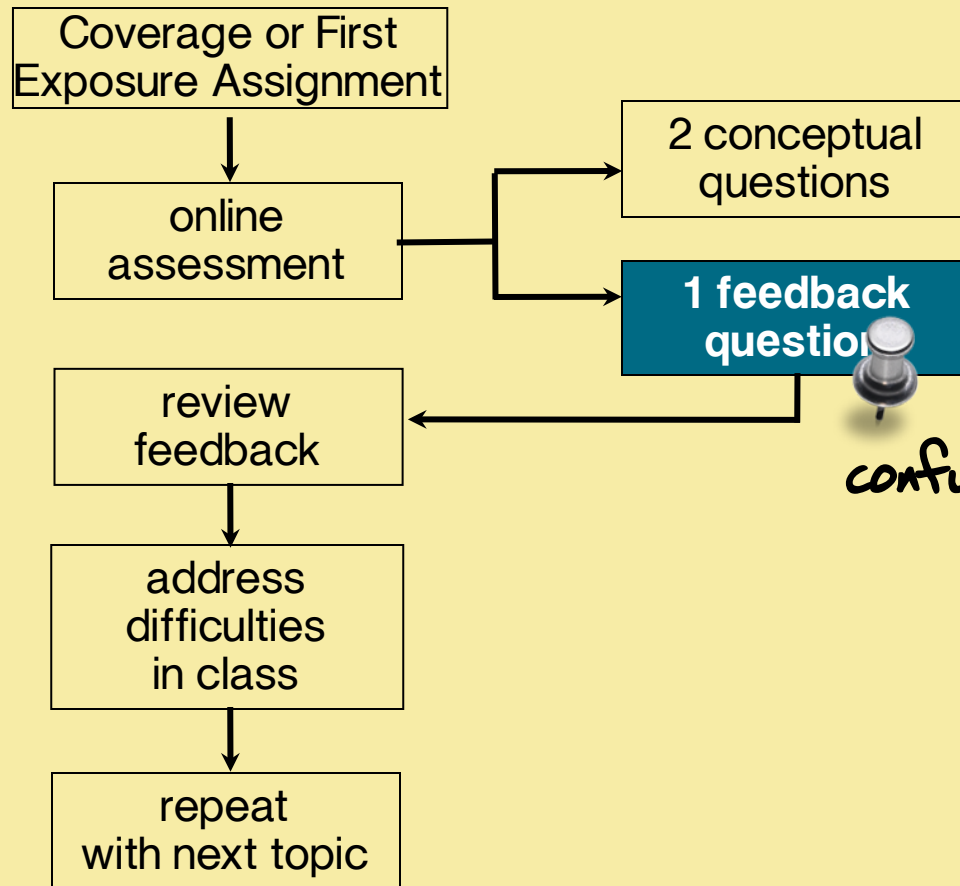 Coverage or First
Exposure Assignment
online
assessment
2 conceptual
questions
1 feedback
review
feedback
address
difficulties
in class
repeat
with next topic